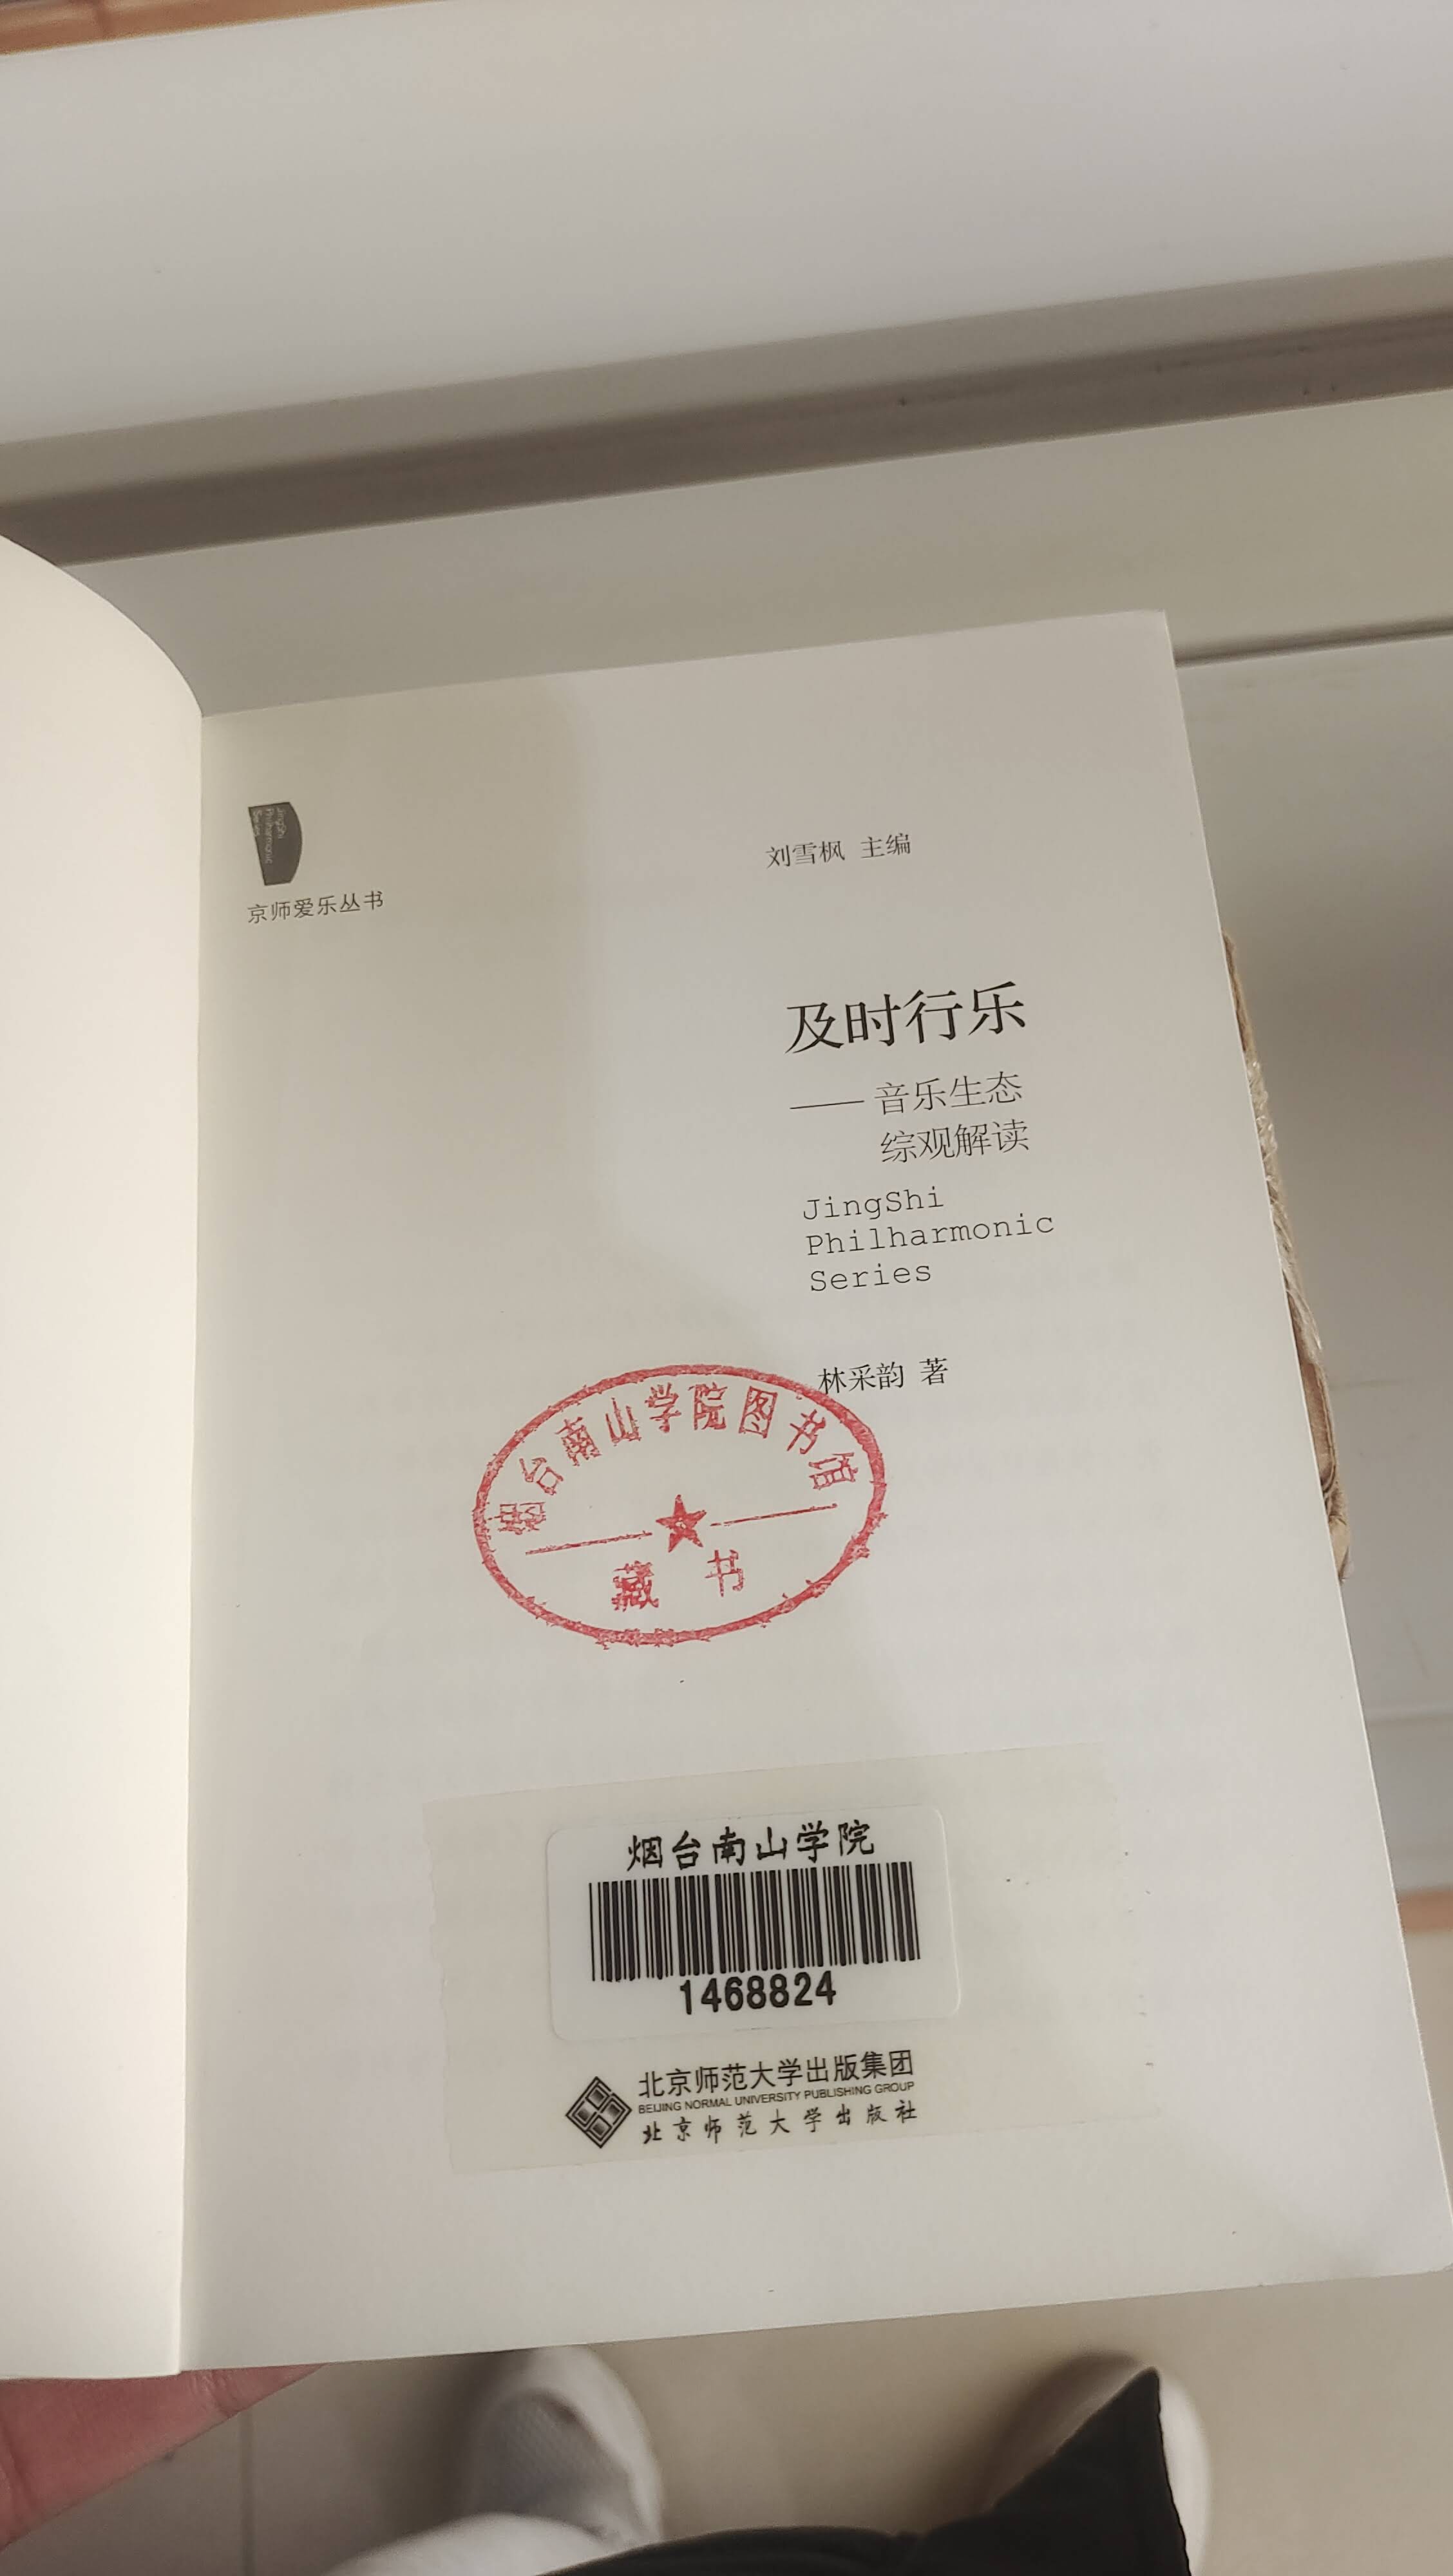 JingShi
Philharmonic
Series
京师爱乐丛书
刘雪枫 主编
及时行乐
——音乐生态
综观解读
JingShi
Philharmonic
Series
林采韵 著
烟台南山学院图书馆
藏书
烟台南山学院
1468824
北京师范大学出版集团
BEIJING NORMAL UNIVERSITY PUBLISHING GROUP
北京师范大学出版社